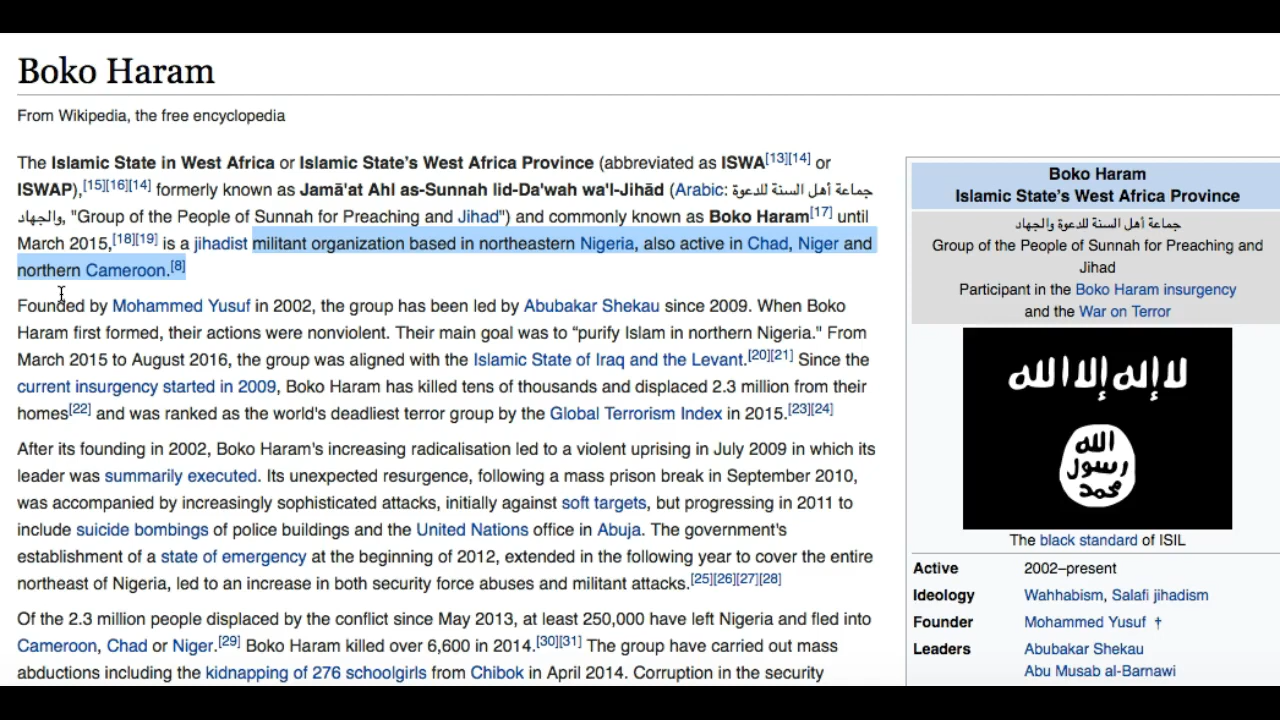 Boko Haram
From Wikipedia, the free encyclopedia
The Islamic State in West Africa or Islamic State's West Africa Province (abbreviated as ISWA[13][14] or
ISWAP),[15][16][14] formerly known as Jamā'at Ahl as-Sunnah lid-Da'wah wa'l-Jihād (Arabic: جماعة أهل السنة للدعوة
والجهاد, "Group of the People of Sunnah for Preaching and Jihad") and commonly known as Boko Haram[17] until
March 2015,[18][19] is a jihadist militant organization based in northeastern Nigeria, also active in Chad, Niger and
northern Cameroon.[8]
Founded by Mohammed Yusuf in 2002, the group has been led by Abubakar Shekau since 2009. When Boko
Haram first formed, their actions were nonviolent. Their main goal was to “purify Islam in northern Nigeria." From
March 2015 to August 2016, the group was aligned with the Islamic State of Iraq and the Levant.[20][21] Since the
current insurgency started in 2009, Boko Haram has killed tens of thousands and displaced 2.3 million from their
homes[22] and was ranked as the world's deadliest terror group by the Global Terrorism Index in 2015.[23][24]
After its founding in 2002, Boko Haram's increasing radicalisation led to a violent uprising in July 2009 in which its
leader was summarily executed. Its unexpected resurgence, following a mass prison break in September 2010,
was accompanied by increasingly sophisticated attacks, initially against soft targets, but progressing in 2011 to
include suicide bombings of police buildings and the United Nations office in Abuja. The government's
establishment of a state of emergency at the beginning of 2012, extended in the following year to cover the entire
northeast of Nigeria, led to an increase in both security force abuses and militant attacks.[25][26][27][28]
Of the 2.3 million people displaced by the conflict since May 2013, at least 250,000 have left Nigeria and fled into
Cameroon, Chad or Niger.[29] Boko Haram killed over 6,600 in 2014.[30][31] The group have carried out mass
abductions including the kidnapping of 276 schoolgirls from Chibok in April 2014. Corruption in the security
Boko Haram
Islamic State's West Africa Province
جماعة أهل السنة للدعوة والجهاد
Group of the People of Sunnah for Preaching and
Jihad
Participant in the Boko Haram insurgency
and the War on Terror
لا إله إلا الله
الله
رسول
محمد
The black standard of ISIL
Active 2002–present
Ideology Wahhabism, Salafi jihadism
Founder Mohammed Yusuf †
Leaders Abubakar Shekau
Abu Musab al-Barnawi